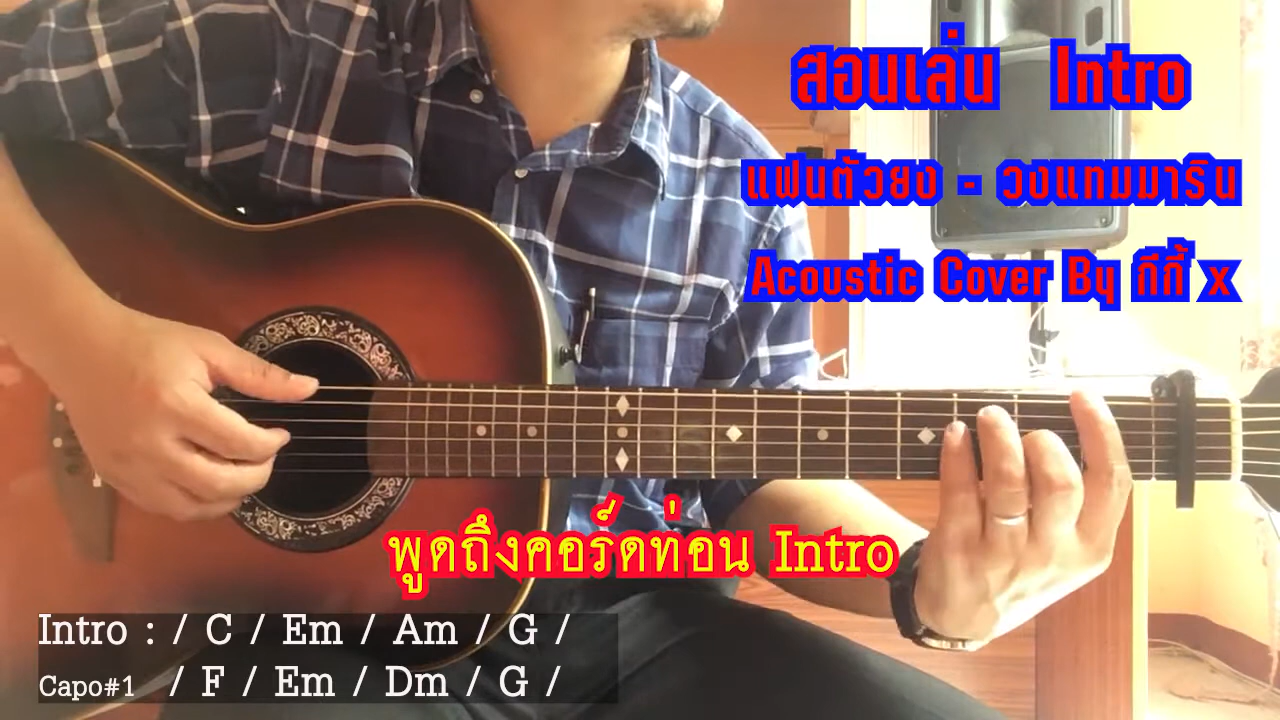 สอนเล่น Intro
แฟนตัวยง - วงแทมมาริน
Acoustic Cover By กีกี้ x
พูดถึงคอร์ดท่อน Intro
Intro : / C / Em / Am / G /
Capo#1 / F / Em / Dm / G /